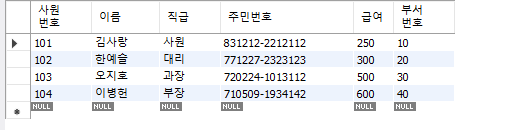 사원 번호 이름 직급 주민번호 급여 부서 번호
101 김사랑 사원 831212-2212112 250 10
102 한예슬 대리 771227-2323123 300 20
103 오지호 과장 720224-1013112 500 30
104 이병헌 부장 710509-1934142 600 40
NULL NULL NULL NULL NULL NULL